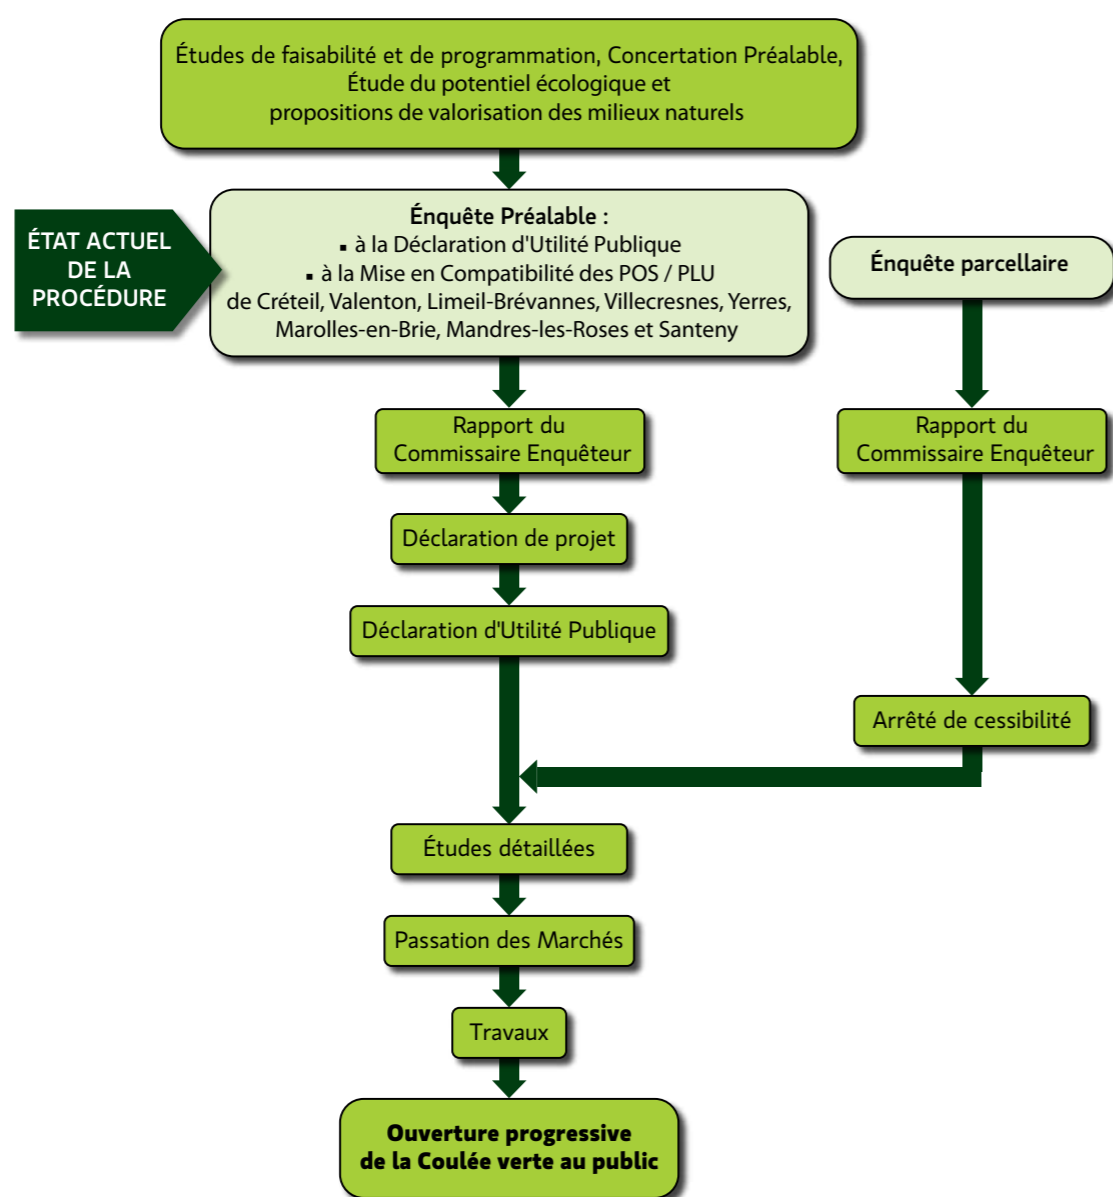 Études de faisabilité et de programmation, Concertation Préalable,
Étude du potentiel écologique et
propositions de valorisation des milieux naturels
ÉTAT ACTUEL
DE LA
PROCÉDURE
Énquête Préalable :
▪ à la Déclaration d'Utilité Publique
▪ à la Mise en Compatibilité des POS / PLU
de Créteil, Valenton, Limeil-Brévannes, Villecresnes, Yerres,
Marolles-en-Brie, Mandres-les-Roses et Santeny
Énquête parcellaire
Rapport du
Commissaire Enquêteur
Rapport du
Commissaire Enquêteur
Déclaration de projet
Déclaration d'Utilité Publique
Arrêté de cessibilité
Études détaillées
Passation des Marchés
Travaux
Ouverture progressive
de la Coulée verte au public